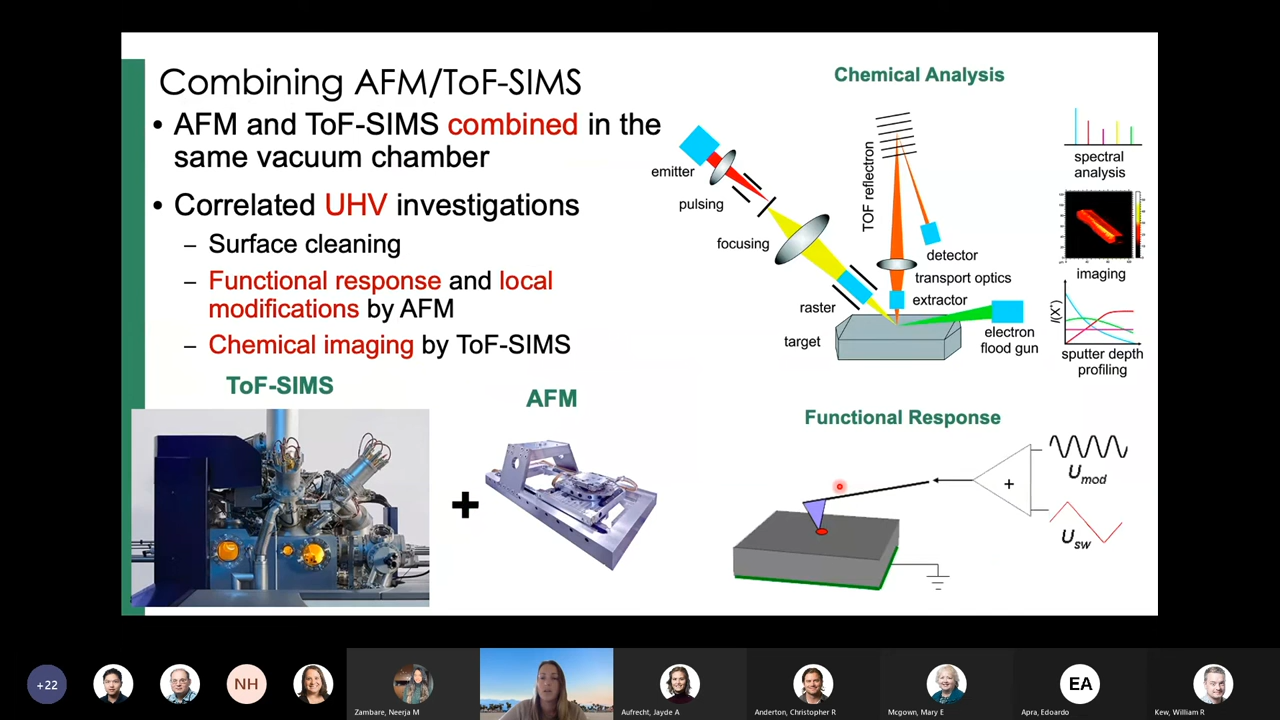 Combining AFM/ToF-SIMS
• AFM and ToF-SIMS combined in the
same vacuum chamber
• Correlated UHV investigations
– Surface cleaning
– Functional response and local
modifications by AFM
– Chemical imaging by ToF-SIMS
ToF-SIMS
AFM
+
Chemical Analysis
emitter
pulsing
focusing
raster
target
TOF reflectron
detector
transport optics
extractor
electron
flood gun
spectral
analysis
imaging
I(X⁺)
sputter depth
profiling
Functional Response
+
Umod
Usw
+22
NH
Zambare, Neerja M
Aufrecht, Jayde A
Anderton, Christopher R
Mcgown, Mary E
EA
Apra, Edoardo
Kew, William R